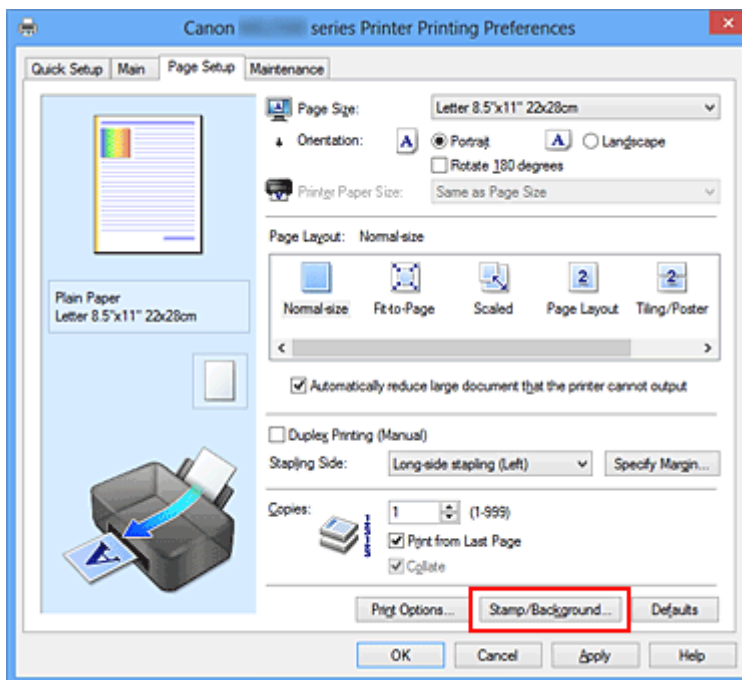 Canon series Printer Printing Preferences
Quick Setup Main Page Setup Maintenance
Page Size: Letter 8.5"x11" 22x28cm
Orientation: A Portrait A Landscape
Rotate 180 degrees
Printer Paper Size: Same as Page Size
Page Layout: Normal-size
2 2
Normal-size Fit-to-Page Scaled Page Layout Tiling/Poster
Automatically reduce large document that the printer cannot output
Plain Paper
Letter 8.5"x11" 22x28cm
Duplex Printing (Manual)
Stapling Side: Long-side stapling (Left) Specify Margin...
Copies: 1 (1-999)
Print from Last Page
Collate
A
Print Options... Stamp/Background... Defaults
OK Cancel Apply Help